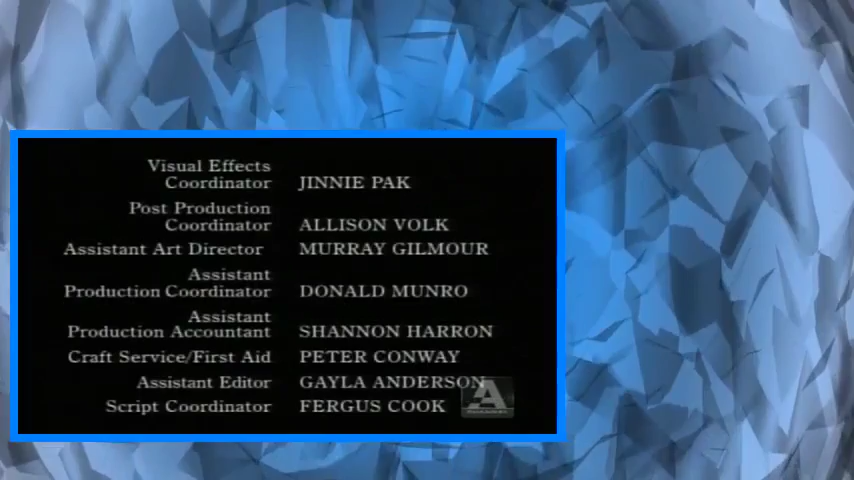 Visual Effects
Coordinator JINNIE PAK
Post Production
Coordinator ALLISON VOLK
Assistant Art Director MURRAY GILMOUR
Assistant
Production Coordinator DONALD MUNRO
Assistant
Production Accountant SHANNON HARRON
Craft Service/First Aid PETER CONWAY
Assistant Editor GAYLA ANDERSON
Script Coordinator FERGUS COOK
A